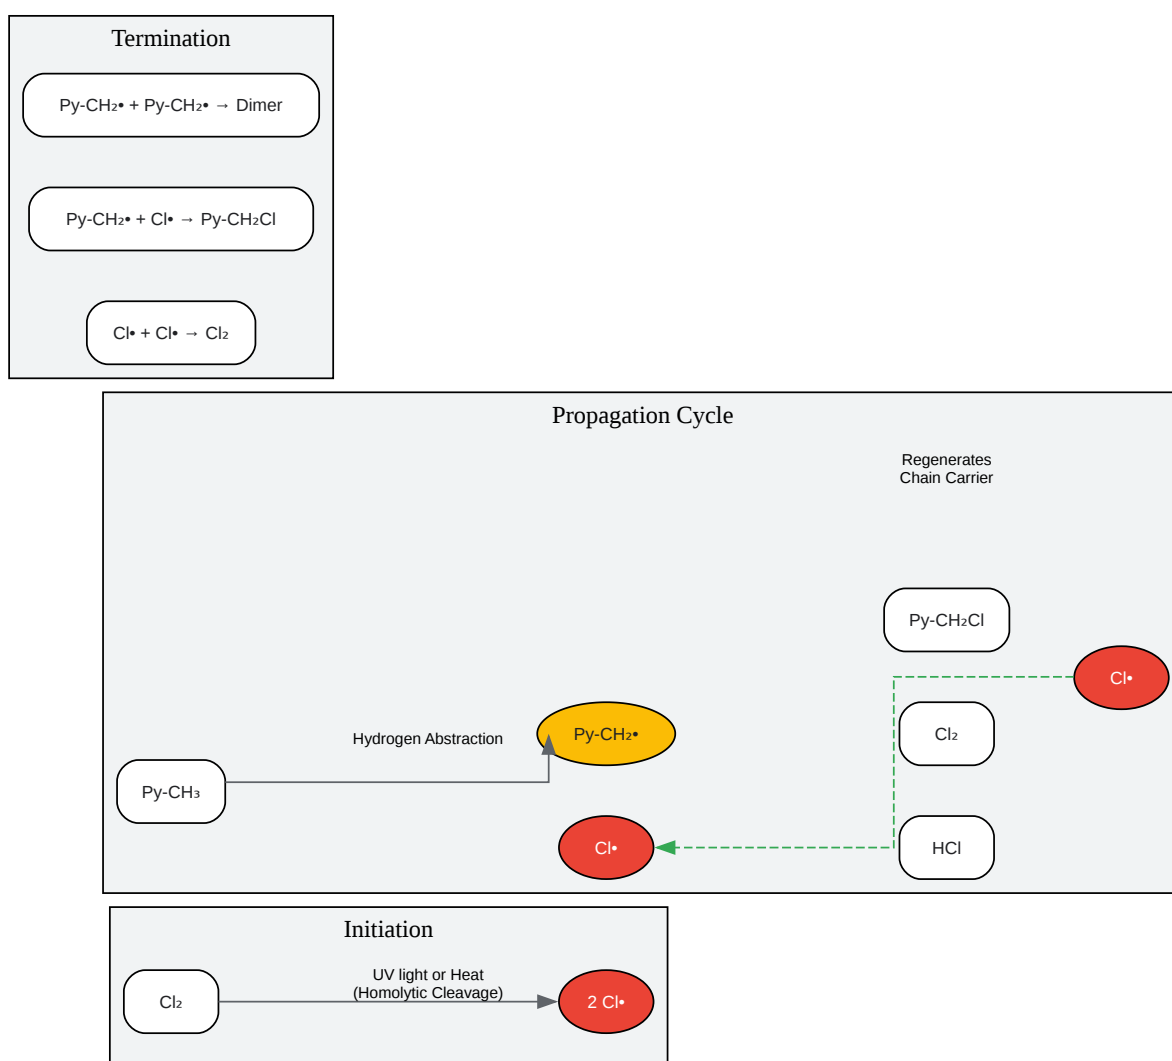 Termination
Py-CH₂• + Py-CH₂• → Dimer
Py-CH₂• + Cl• → Py-CH₂Cl
Cl• + Cl• → Cl₂
Propagation Cycle
Regenerates
Chain Carrier
Py-CH₂Cl
Cl•
Hydrogen Abstraction
Py-CH₂•
Cl₂
Py-CH₃
Cl•
HCl
Initiation
Cl₂
UV light or Heat
(Homolytic Cleavage)
2 Cl•